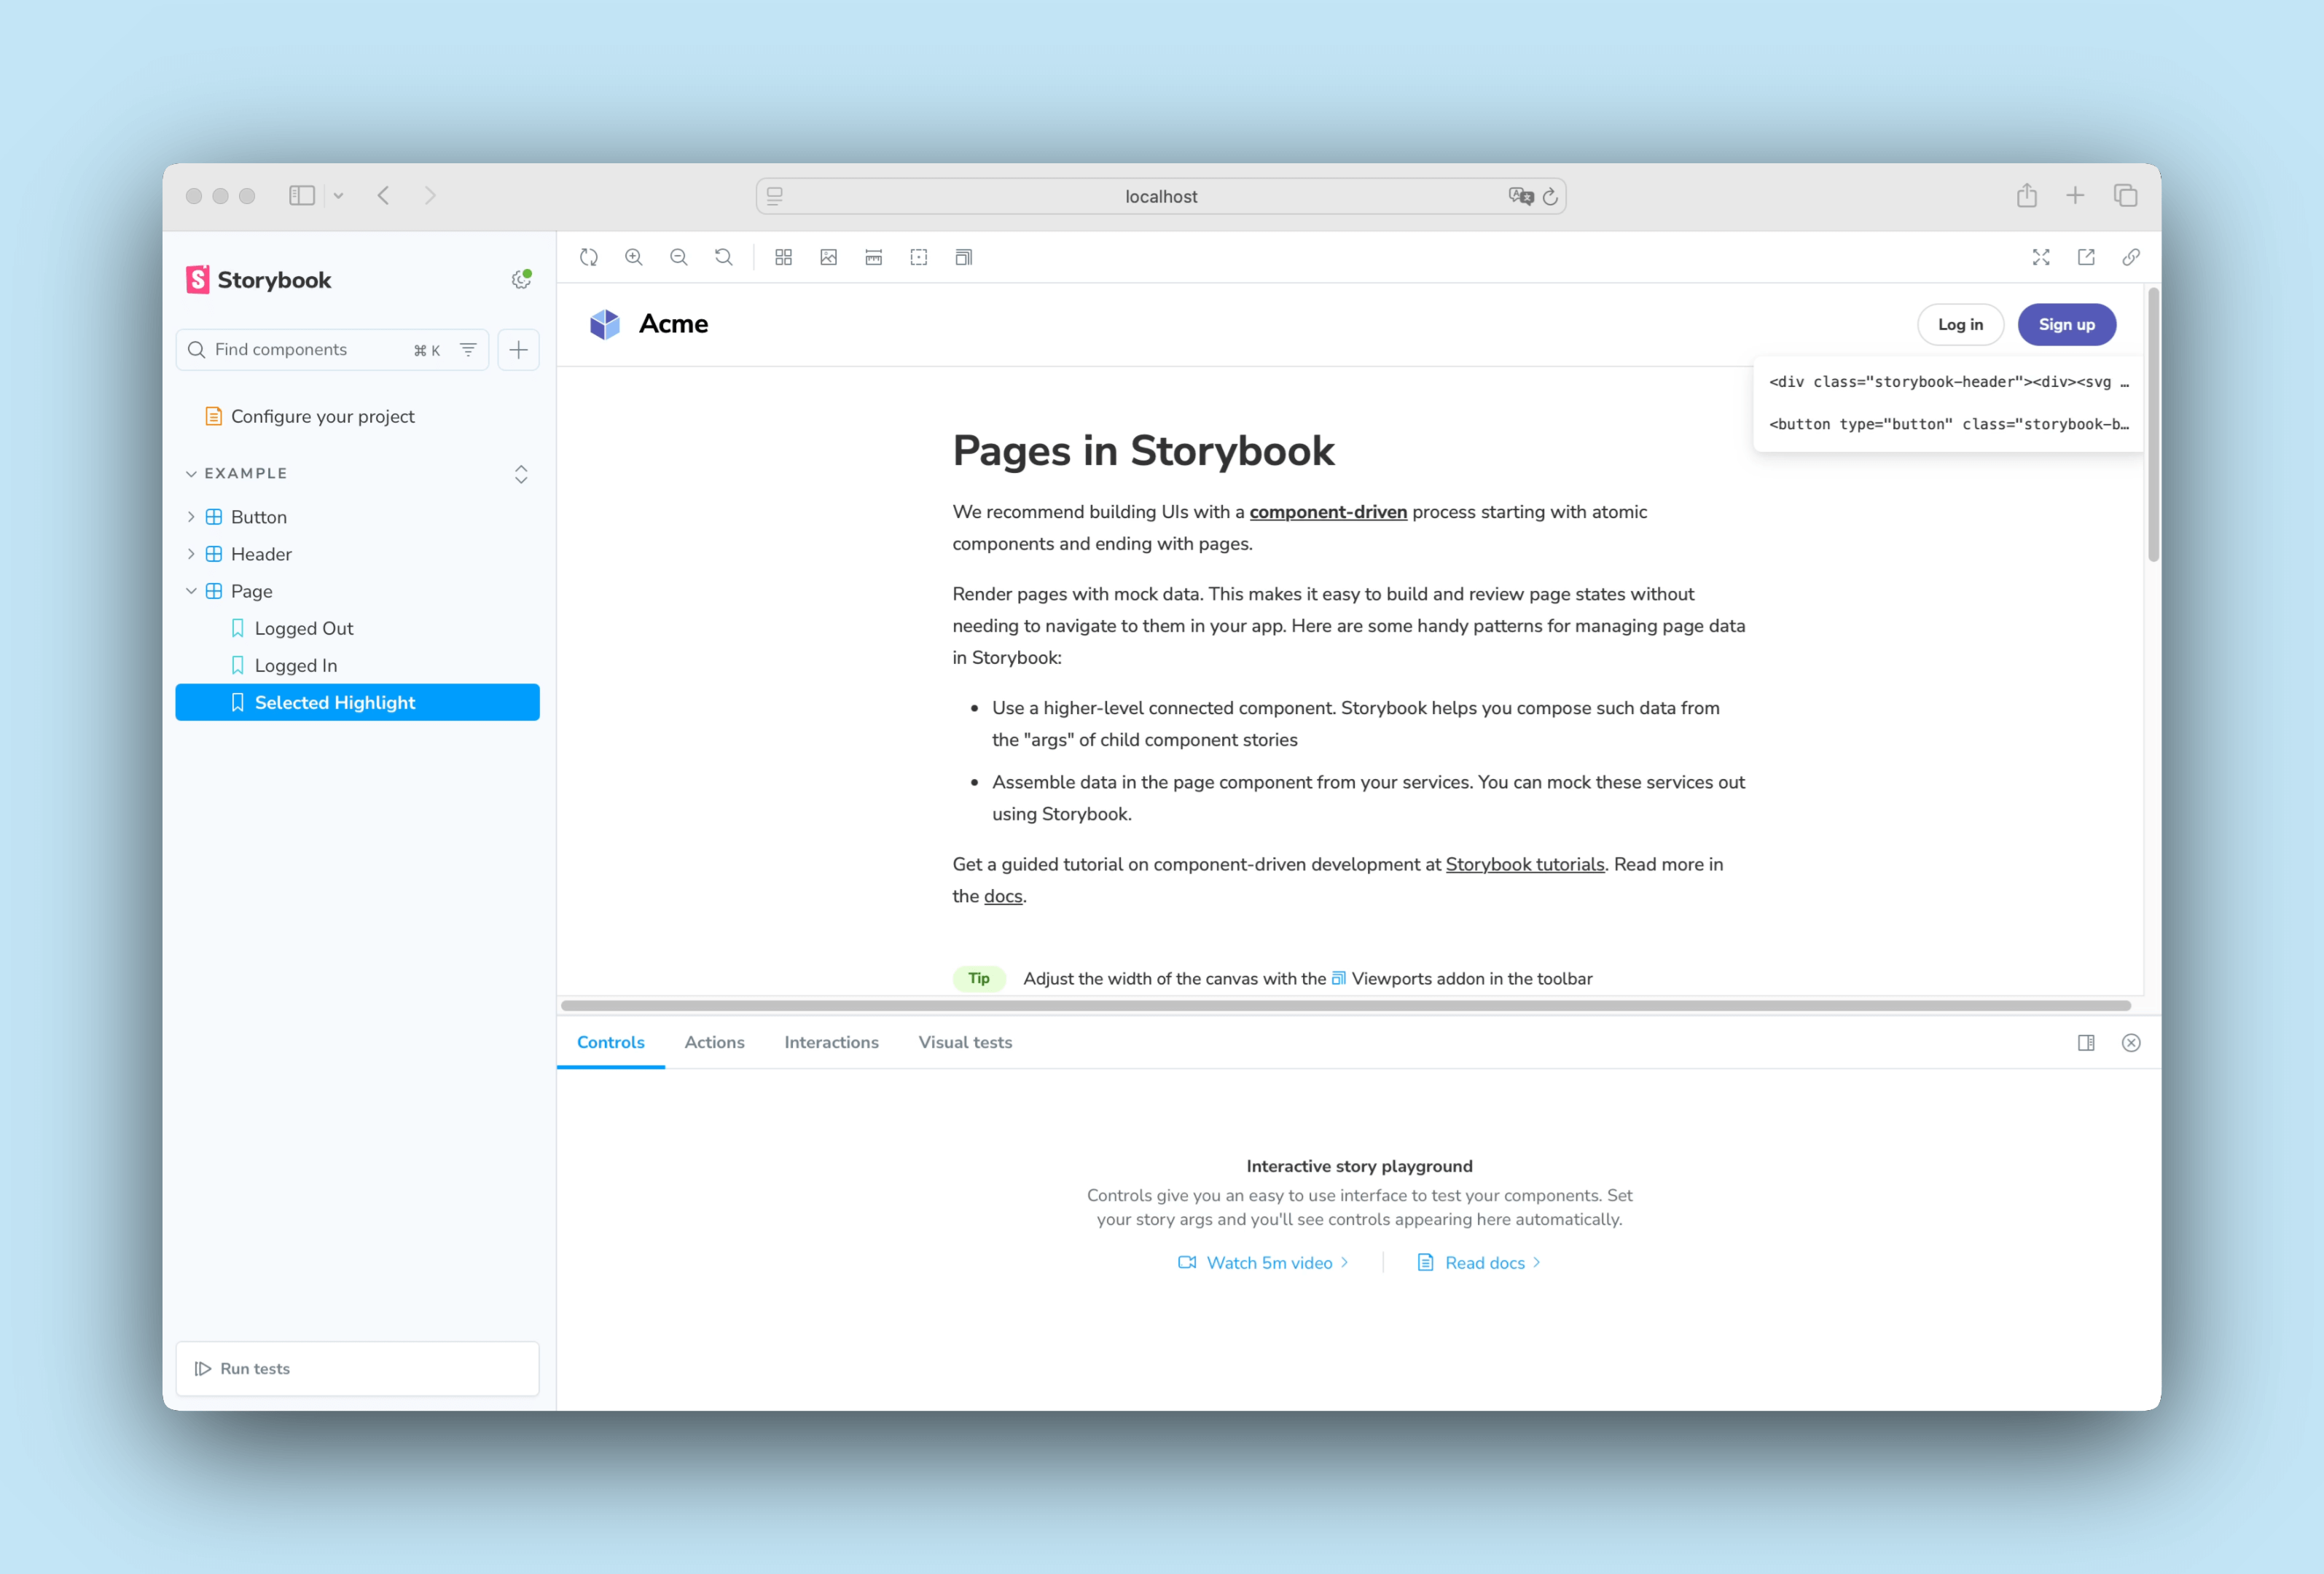 localhost
Storybook
Find components
⌘ K
Configure your project
EXAMPLE
Button
Header
Page
Logged Out
Logged In
Selected Highlight
Run tests
Acme
Log in
Sign up
<div class="storybook-header"><div><svg …
<button type="button" class="storybook-b…
Pages in Storybook
We recommend building UIs with a component-driven process starting with atomic
components and ending with pages.
Render pages with mock data. This makes it easy to build and review page states without
needing to navigate to them in your app. Here are some handy patterns for managing page data
in Storybook:
• Use a higher-level connected component. Storybook helps you compose such data from
the "args" of child component stories
• Assemble data in the page component from your services. You can mock these services out
using Storybook.
Get a guided tutorial on component-driven development at Storybook tutorials. Read more in
the docs.
Tip Adjust the width of the canvas with the Viewports addon in the toolbar
Controls
Actions
Interactions
Visual tests
Interactive story playground
Controls give you an easy to use interface to test your components. Set
your story args and you'll see controls appearing here automatically.
Watch 5m video
Read docs